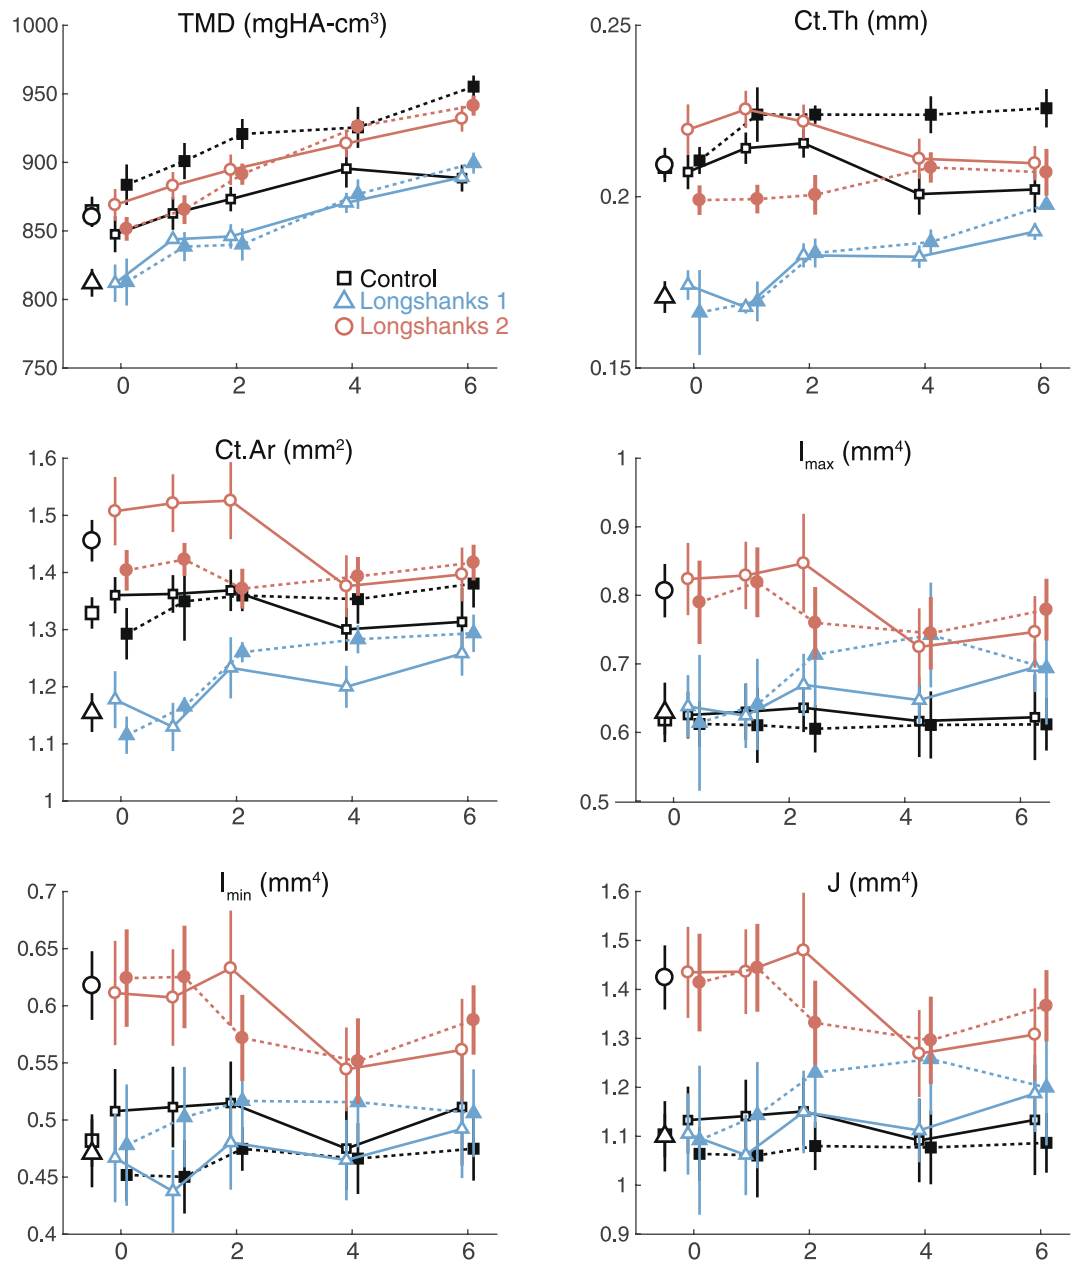 TMD (mgHA-cm³)
1000
950
900
850
800
750
0 2 4 6
Control
Longshanks 1
Longshanks 2
Ct.Th (mm)
0.25
0.2
0.15
0 2 4 6
Ct.Ar (mm²)
1.6
1.5
1.4
1.3
1.2
1.1
1
0 2 4 6
Imax (mm⁴)
1
0.9
0.8
0.7
0.6
0.5
0 2 4 6
Imin (mm⁴)
0.7
0.65
0.6
0.55
0.5
0.45
0.4
0 2 4 6
J (mm⁴)
1.6
1.5
1.4
1.3
1.2
1.1
1
0.9
0 2 4 6